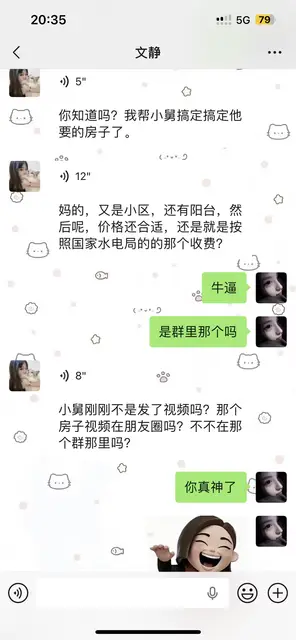 20:35
5G
79
文静
5"
你知道吗？我帮小舅搞定搞定他
要的房子了。
12"
妈的，又是小区，还有阳台，然
后呢，价格还合适，还是就是按
照国家水电局的的那个收费？
牛逼
是群里那个吗
8"
小舅刚刚不是发了视频吗？那个
房子视频在朋友圈吗？不不在那
个群那里吗？
你真神了